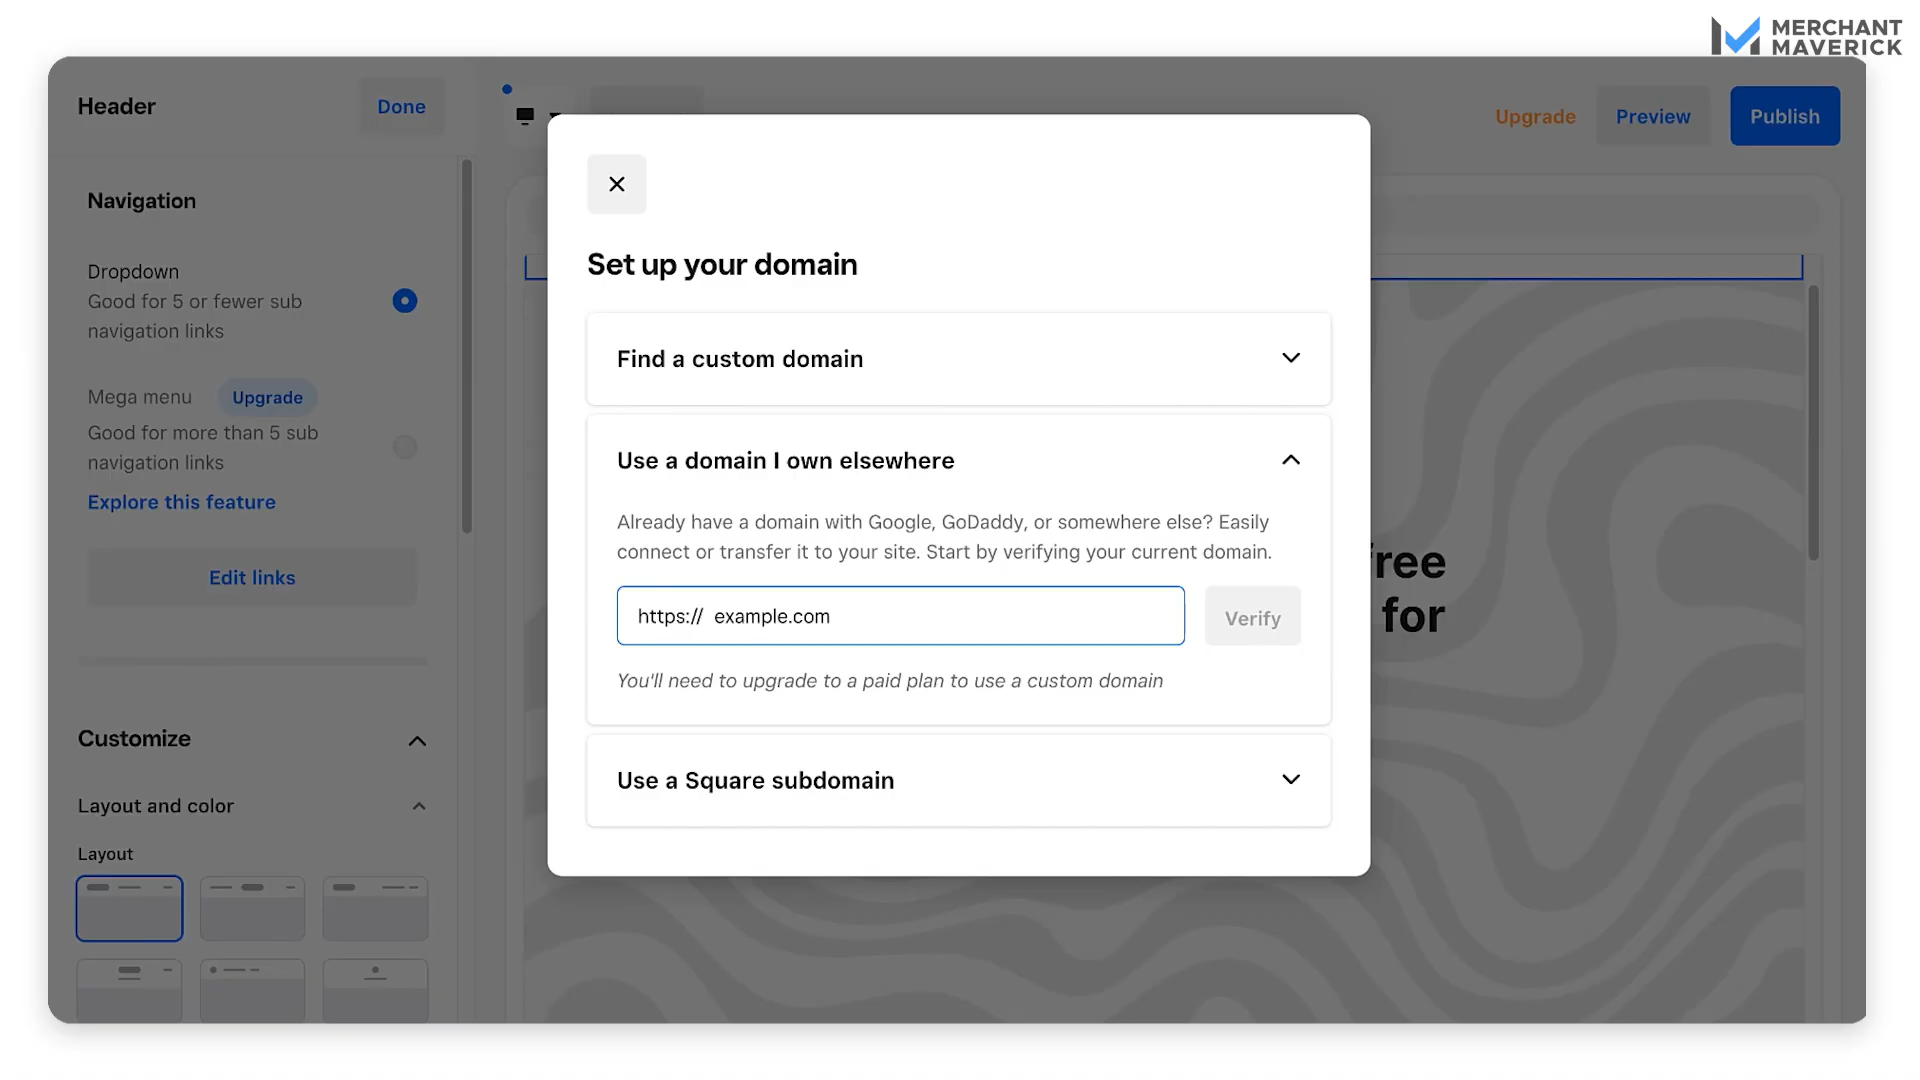 MERCHANT
MAVERICK
Header
Done
Upgrade
Preview
Publish
Navigation
Dropdown
Good for 5 or fewer sub
navigation links
Mega menu
Upgrade
Good for more than 5 sub
navigation links
Explore this feature
Edit links
Customize
Layout and color
Layout
Set up your domain
Find a custom domain
Use a domain I own elsewhere
Already have a domain with Google, GoDaddy, or somewhere else? Easily
connect or transfer it to your site. Start by verifying your current domain.
https:// example.com
Verify
You'll need to upgrade to a paid plan to use a custom domain
Use a Square subdomain
free
for